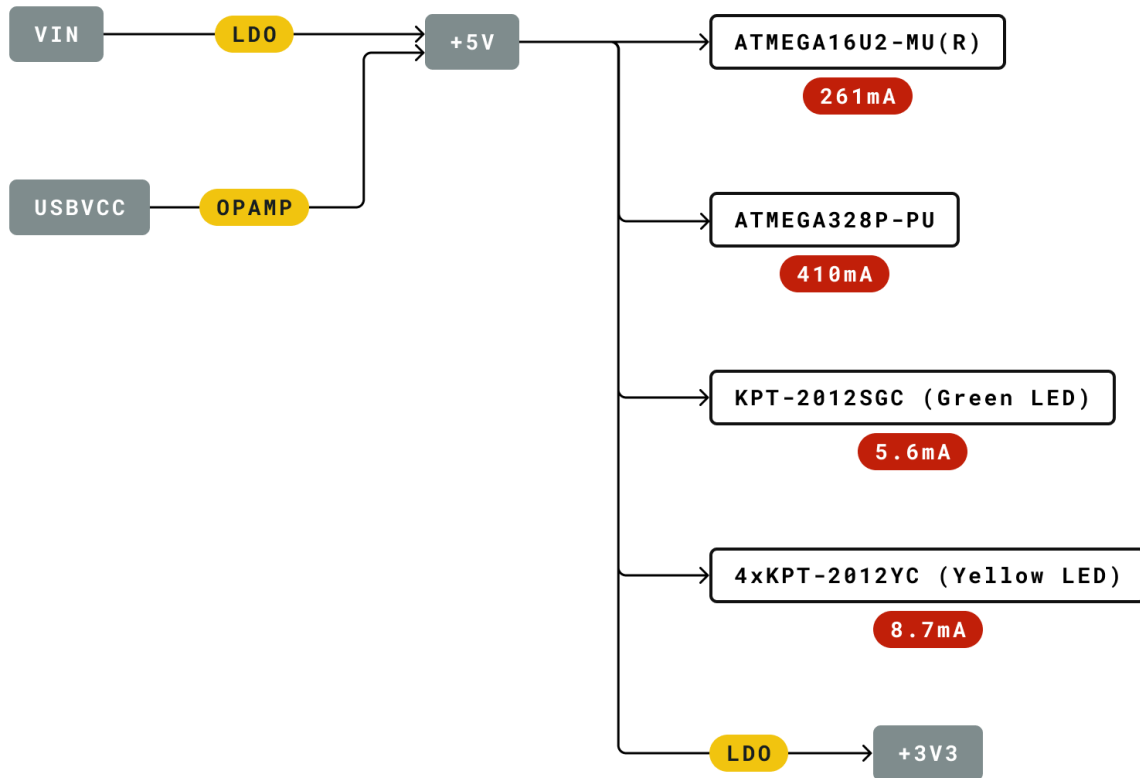 VIN
LDO
+5V
ATMEGA16U2-MU(R)
261mA
USBVCC
OPAMP
ATMEGA328P-PU
410mA
KPT-2012SGC (Green LED)
5.6mA
4xKPT-2012YC (Yellow LED)
8.7mA
LDO
+3V3